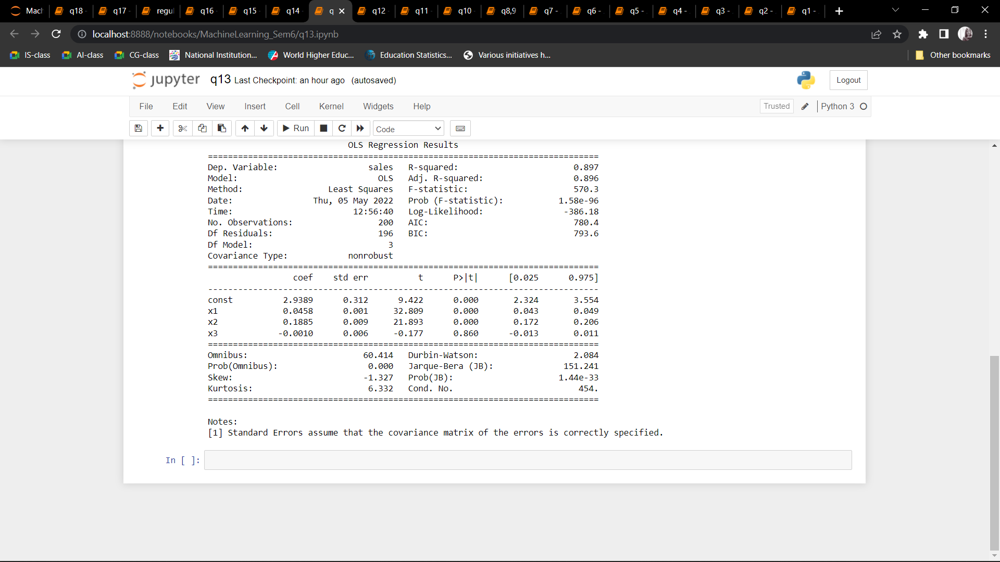 Mach q18 - q17 - regul q16 - q15 - q14 - q q12 - q11 - q10 - q8,9 q7 - q6 - q5 - q4 - q3 - q2 - q1 -
localhost:8888/notebooks/MachineLearning_Sem6/q13.ipynb
IS-class AI-class CG-class National Institution... World Higher Educ... Education Statistics... Various initiatives h... Other bookmarks
jupyter q13 Last Checkpoint: an hour ago (autosaved) Logout
File Edit View Insert Cell Kernel Widgets Help Trusted Python 3
Run Code
OLS Regression Results
==============================================================================
Dep. Variable: sales R-squared: 0.897
Model: OLS Adj. R-squared: 0.896
Method: Least Squares F-statistic: 570.3
Date: Thu, 05 May 2022 Prob (F-statistic): 1.58e-96
Time: 12:56:40 Log-Likelihood: -386.18
No. Observations: 200 AIC: 780.4
Df Residuals: 196 BIC: 793.6
Df Model: 3
Covariance Type: nonrobust
==============================================================================
coef std err t P>|t| [0.025 0.975]
------------------------------------------------------------------------------
const 2.9389 0.312 9.422 0.000 2.324 3.554
x1 0.0458 0.001 32.809 0.000 0.043 0.049
x2 0.1885 0.009 21.893 0.000 0.172 0.206
x3 -0.0010 0.006 -0.177 0.860 -0.013 0.011
==============================================================================
Omnibus: 60.414 Durbin-Watson: 2.084
Prob(Omnibus): 0.000 Jarque-Bera (JB): 151.241
Skew: -1.327 Prob(JB): 1.44e-33
Kurtosis: 6.332 Cond. No. 454.
==============================================================================
Notes:
[1] Standard Errors assume that the covariance matrix of the errors is correctly specified.
In [ ]: